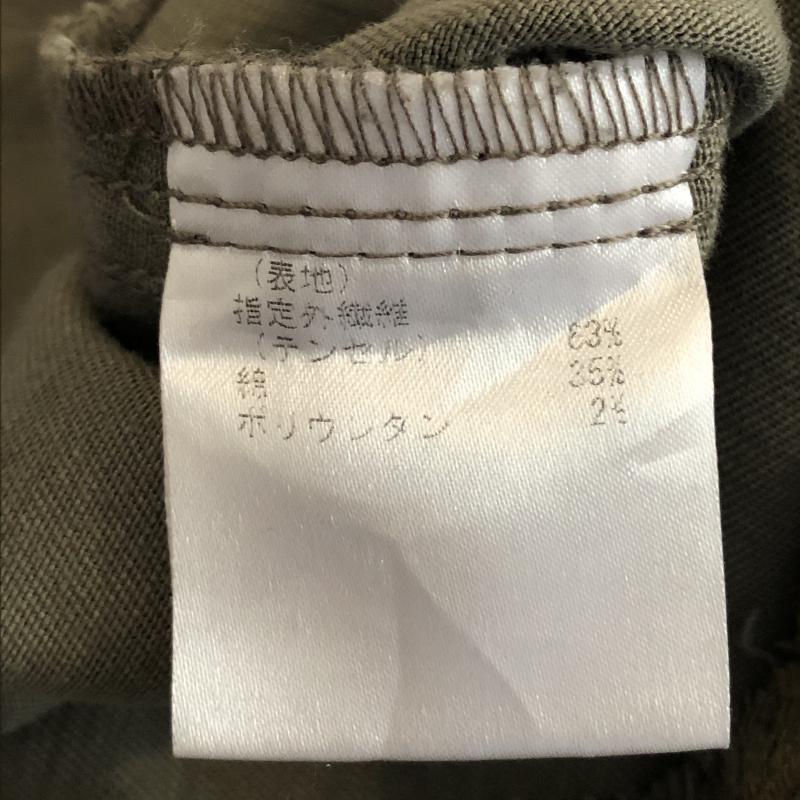 (表地)
指定外繊維
(テンセル) 63%
綿 35%
ポリウレタン 2%